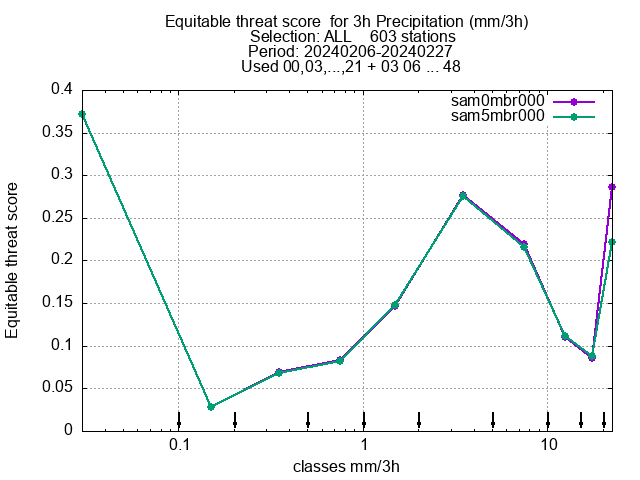 Equitable threat score  for 3h Precipitation (mm/3h)
Selection: ALL    603 stations
Period: 20240206-20240227
Used 00,03,...,21 + 03 06 ... 48
sam0mbr000
sam5mbr000
0.4
0.35
0.3
0.25
0.2
0.15
0.1
0.05
0
Equitable threat score
0.1
1
10
classes mm/3h